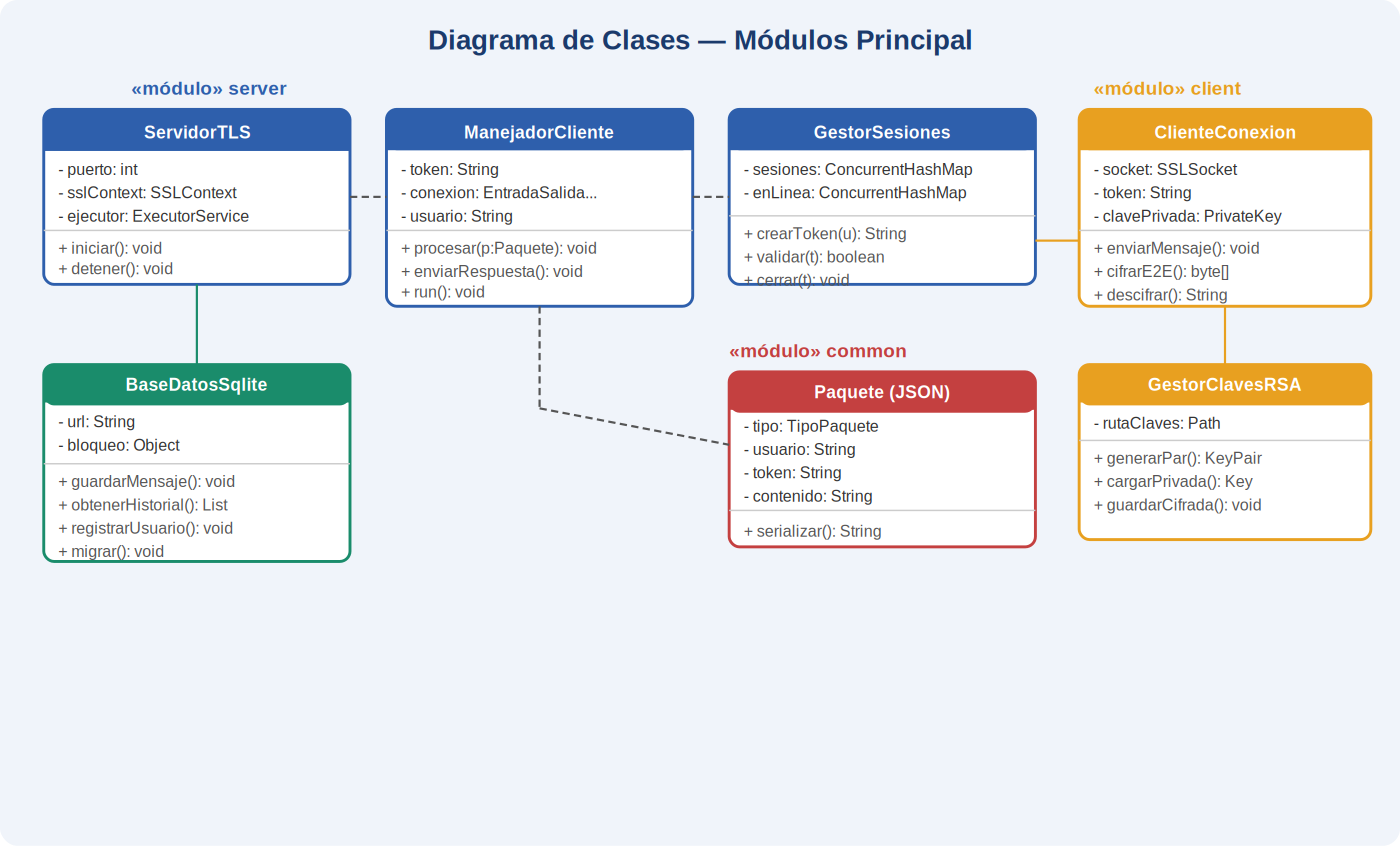 Diagrama de Clases — Módulos Principal
«módulo» server
ServidorTLS
- puerto: int
- sslContext: SSLContext
- ejecutor: ExecutorService
+ iniciar(): void
+ detener(): void
ManejadorCliente
- token: String
- conexion: EntradaSalida...
- usuario: String
+ procesar(p:Paquete): void
+ enviarRespuesta(): void
+ run(): void
GestorSesiones
- sesiones: ConcurrentHashMap
- enLinea: ConcurrentHashMap
+ crearToken(u): String
+ validar(t): boolean
+ cerrar(t): void
«módulo» client
ClienteConexion
- socket: SSLSocket
- token: String
- clavePrivada: PrivateKey
+ enviarMensaje(): void
+ cifrarE2E(): byte[]
+ descifrar(): String
BaseDatosSqlite
- url: String
- bloqueo: Object
+ guardarMensaje(): void
+ obtenerHistorial(): List
+ registrarUsuario(): void
+ migrar(): void
«módulo» common
Paquete (JSON)
- tipo: TipoPaquete
- usuario: String
- token: String
- contenido: String
+ serializar(): String
GestorClavesRSA
- rutaClaves: Path
+ generarPar(): KeyPair
+ cargarPrivada(): Key
+ guardarCifrada(): void